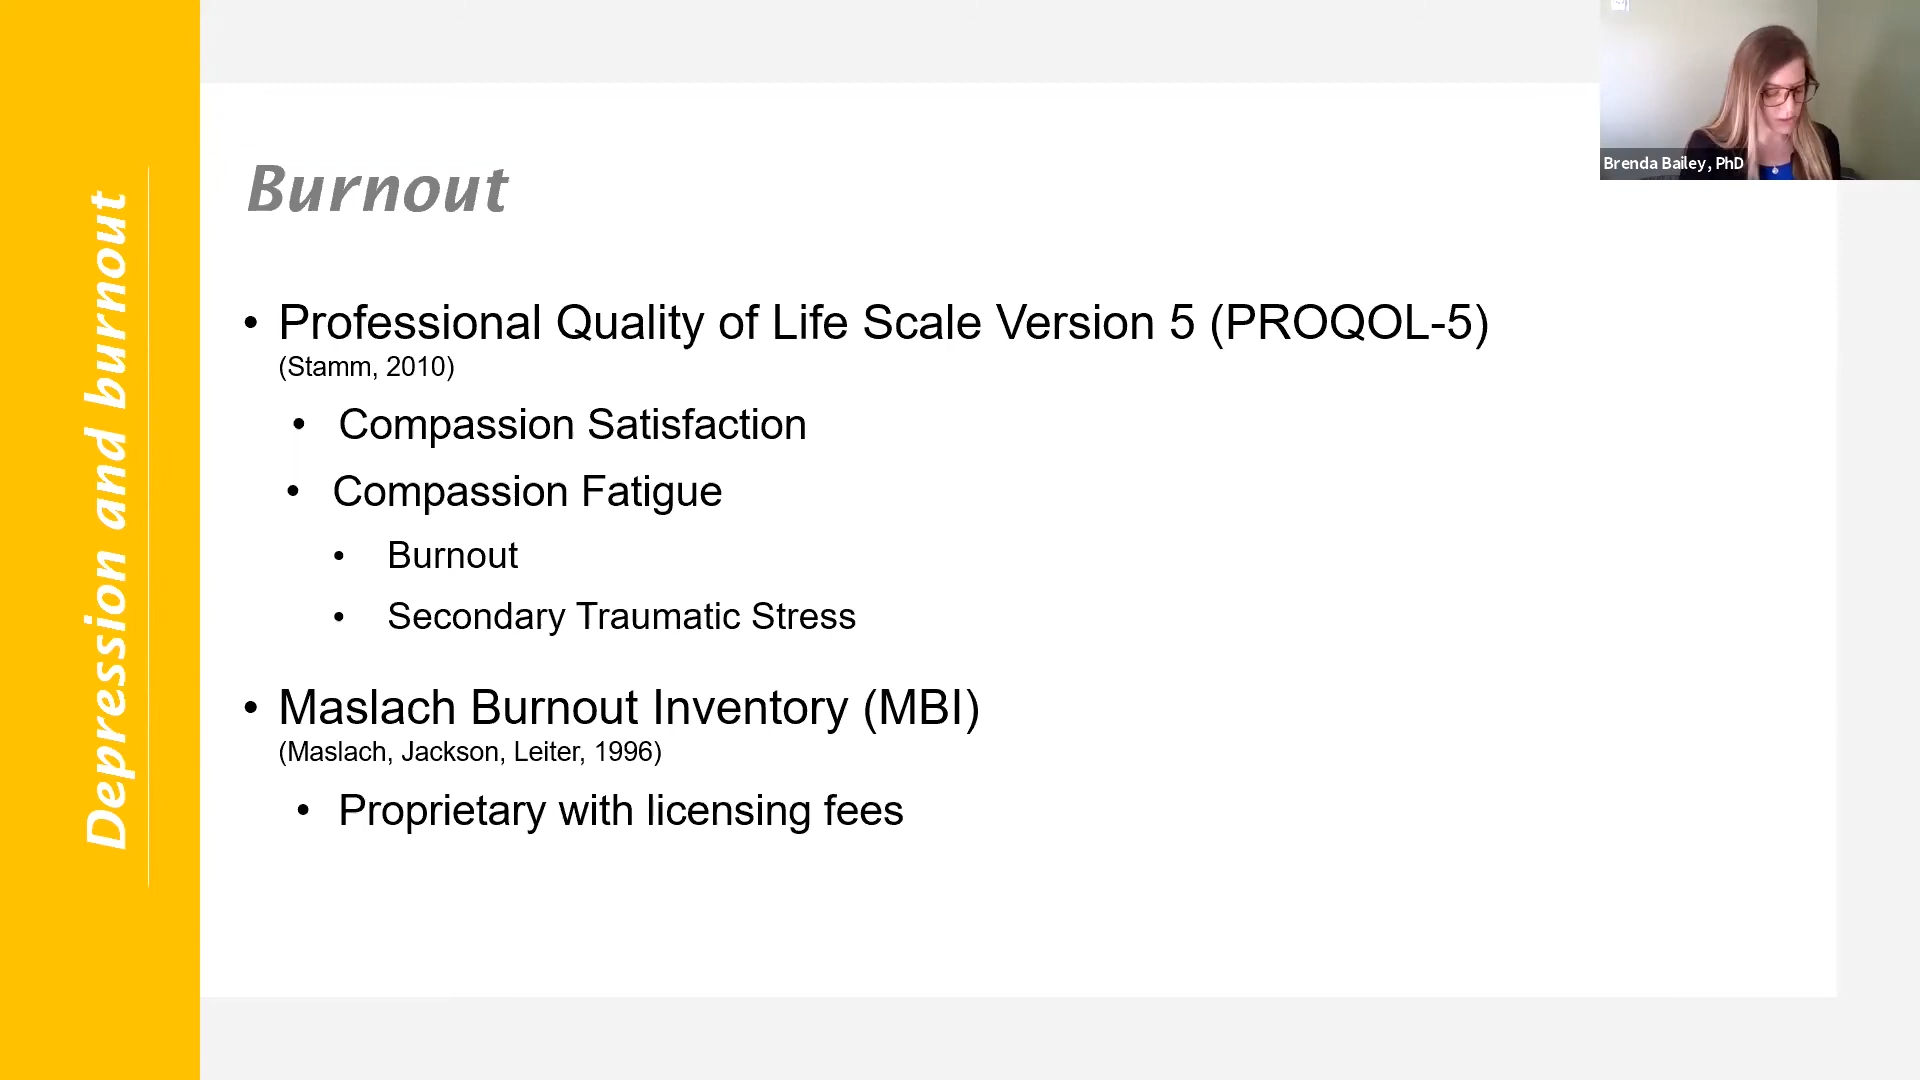 Depression and burnout
Burnout
• Professional Quality of Life Scale Version 5 (PROQOL-5)
(Stamm, 2010)
• Compassion Satisfaction
• Compassion Fatigue
• Burnout
• Secondary Traumatic Stress
• Maslach Burnout Inventory (MBI)
(Maslach, Jackson, Leiter, 1996)
• Proprietary with licensing fees
Brenda Bailey, PhD